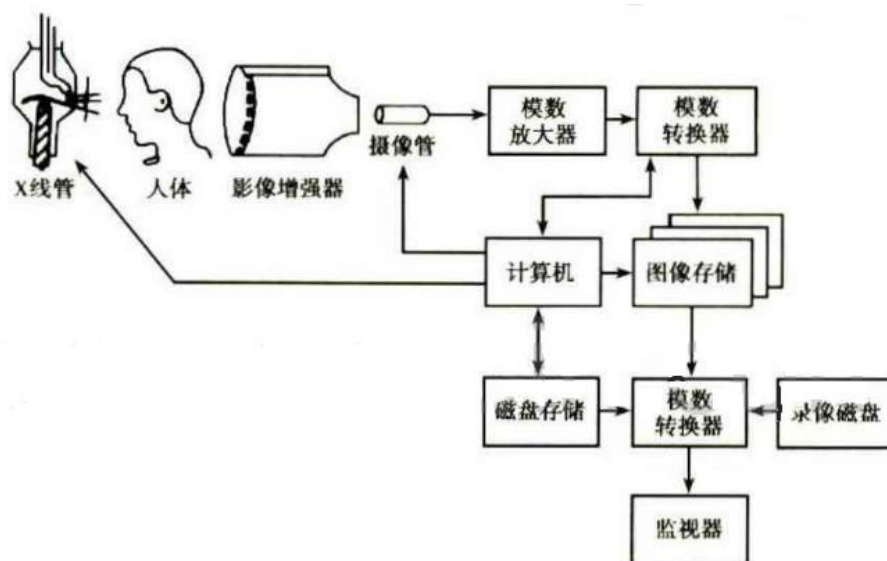 模数
放大器
模数
转换器
摄像管
X线管
人体
影像增强器
计算机
图像存储
磁盘存储
模数
转换器
录像磁盘
监视器